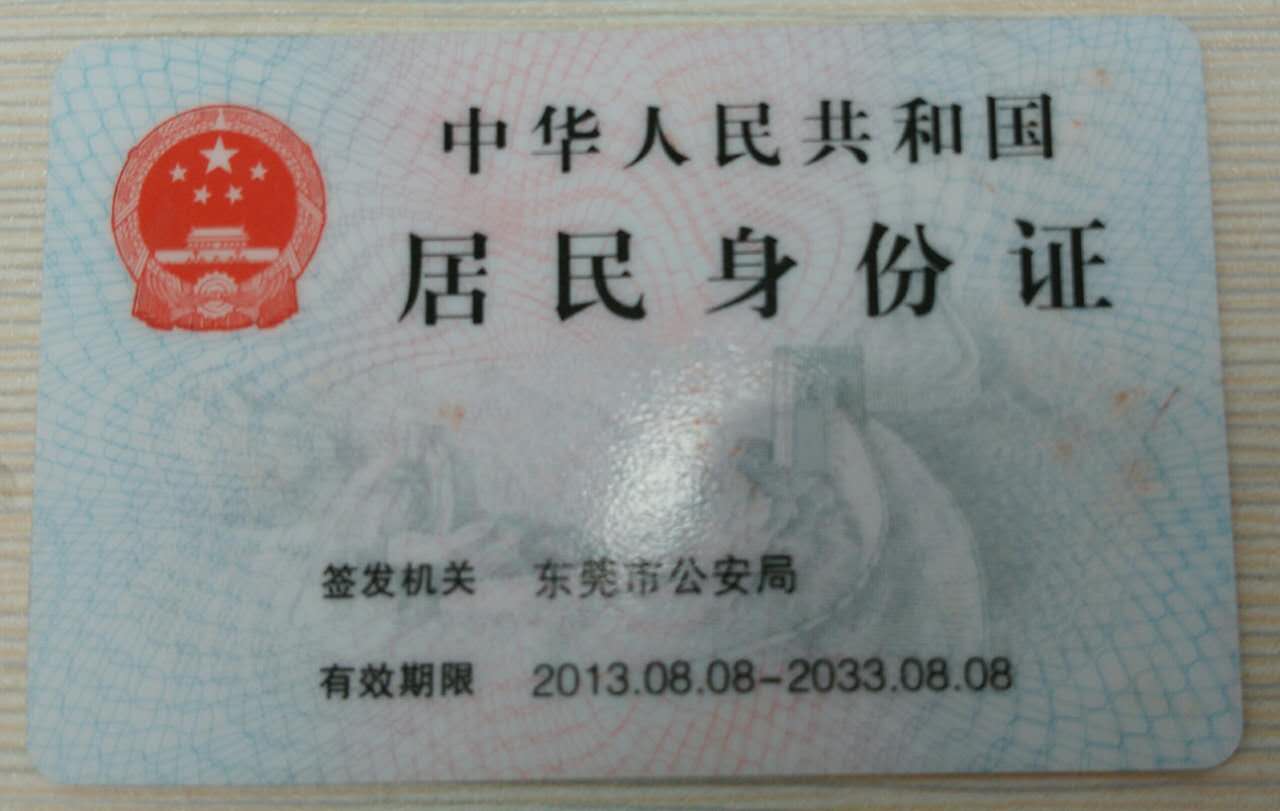 中华人民共和国
居民身份证
签发机关 东莞市公安局
有效期限 2013.08.08-2033.08.08